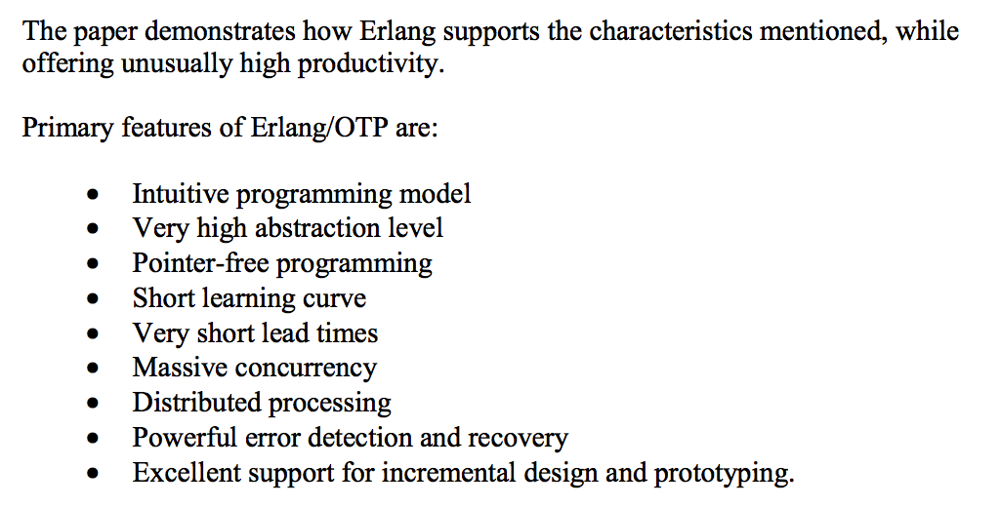 The paper demonstrates how Erlang supports the characteristics mentioned, while
offering unusually high productivity.
Primary features of Erlang/OTP are:
• Intuitive programming model
• Very high abstraction level
• Pointer-free programming
• Short learning curve
• Very short lead times
• Massive concurrency
• Distributed processing
• Powerful error detection and recovery
• Excellent support for incremental design and prototyping.